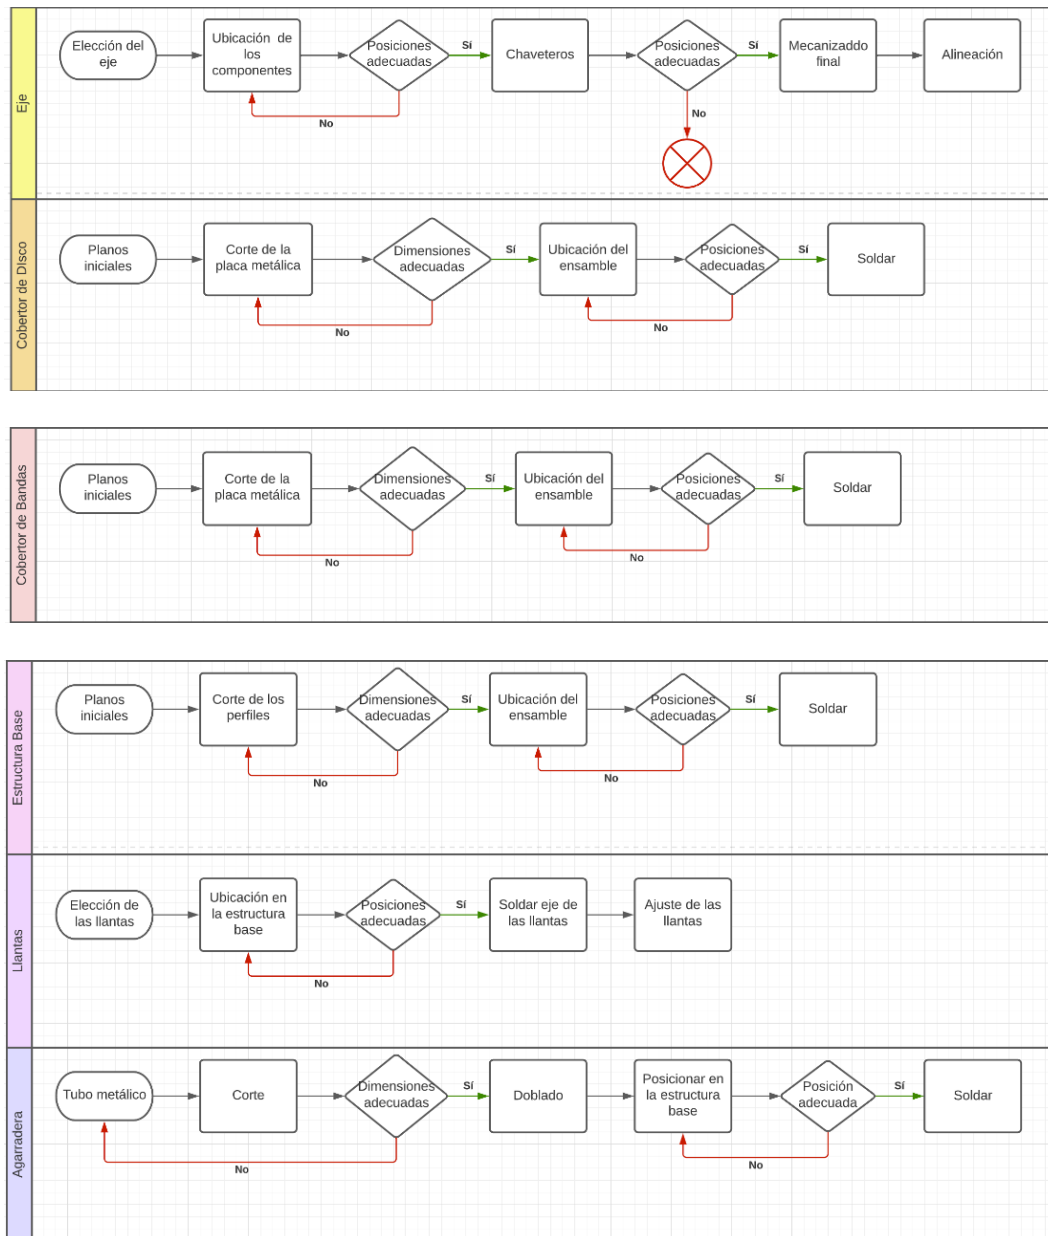 Eje
Elección del
eje
Ubicación de
los
componentes
Posiciones
adecuadas
Sí
No
Chaveteros
Posiciones
adecuadas
Sí
No
Mecanizaddo
final
Alineación
Cobertor de DIsco
Planos
iniciales
Corte de la
placa metálica
Dimensiones
adecuadas
Sí
No
Ubicación del
ensamble
Posiciones
adecuadas
Sí
No
Soldar
Cobertor de Bandas
Planos
iniciales
Corte de la
placa metálica
Dimensiones
adecuadas
Sí
No
Ubicación del
ensamble
Posiciones
adecuadas
Sí
No
Soldar
Estructura Base
Planos
iniciales
Corte de los
perfiles
Dimensiones
adecuadas
Sí
No
Ubicación del
ensamble
Posiciones
adecuadas
Sí
No
Soldar
Llantas
Elección de
las llantas
Ubicación en
la estructura
base
Posiciones
adecuadas
Sí
No
Soldar eje de
las llantas
Ajuste de las
llantas
Agarradera
Tubo metálico
Corte
Dimensiones
adecuadas
Sí
No
Doblado
Posicionar en
la estructura
base
Posición
adecuada
Sí
No
Soldar